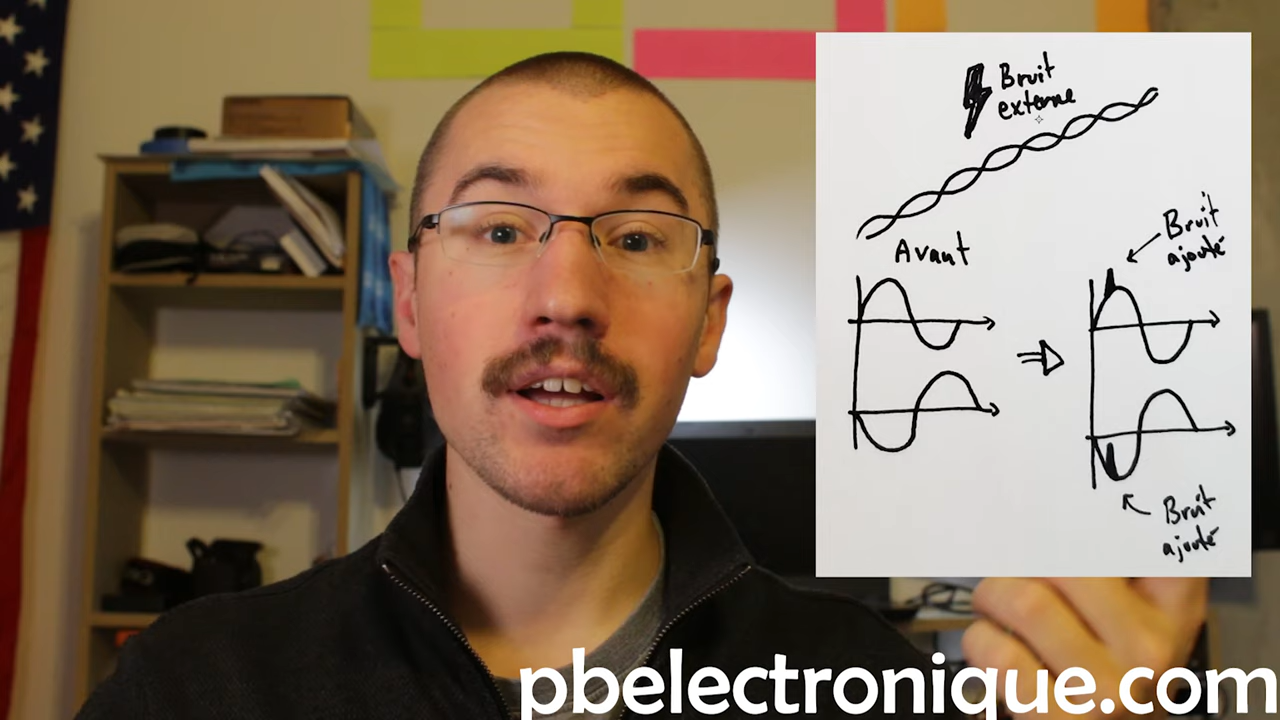 Bruit
externe
Avant
Bruit
ajouté
Bruit
ajouté
pbelectronique.com